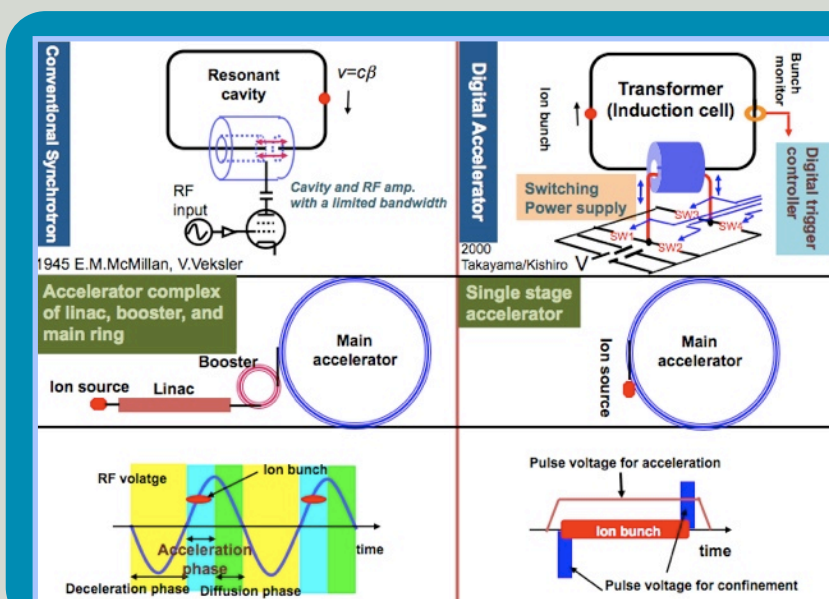 Conventional Synchrotron
Resonant
cavity
v=cβ
RF
input
Cavity and RF amp.
with a limited bandwidth
1945 E.M.McMillan, V.Veksler
Digital Accelerator
Ion bunch
Transformer
(Induction cell)
Bunch
monitor
Digital trigger
controller
Switching
Power supply
SW1
SW2
SW3
SW4
V
2000
Takayama/Kishiro
Accelerator complex
of linac, booster, and
main ring
Ion source
Linac
Booster
Main
accelerator
Single stage
accelerator
Ion source
Main
accelerator
RF volatge
Ion bunch
time
Acceleration
phase
Deceleration phase
Diffusion phase
Pulse voltage for acceleration
Ion bunch
time
Pulse voltage for confinement